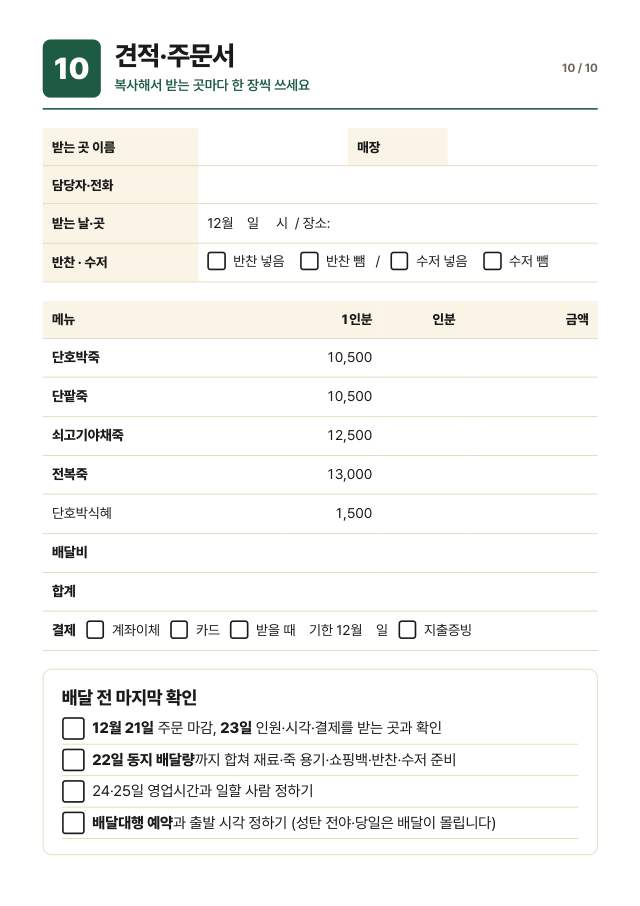 10
견적·주문서
복사해서 받는 곳마다 한 장씩 쓰세요
10 / 10
받는 곳 이름 매장
담당자·전화
받는 날·곳 12월 일 시 / 장소:
반찬 · 수저 반찬 넣음 반찬 뺌 / 수저 넣음 수저 뺌
메뉴 1인분 인분 금액
단호박죽 10,500
단팥죽 10,500
쇠고기야채죽 12,500
전복죽 13,000
단호박식혜 1,500
배달비
합계
결제 계좌이체 카드 받을 때 기한 12월 일 지출증빙
배달 전 마지막 확인
12월 21일 주문 마감, 23일 인원·시각·결제를 받는 곳과 확인
22일 동지 배달량까지 합쳐 재료·죽 용기·쇼핑백·반찬·수저 준비
24·25일 영업시간과 일할 사람 정하기
배달대행 예약과 출발 시각 정하기 (성탄 전야·당일은 배달이 몰립니다)